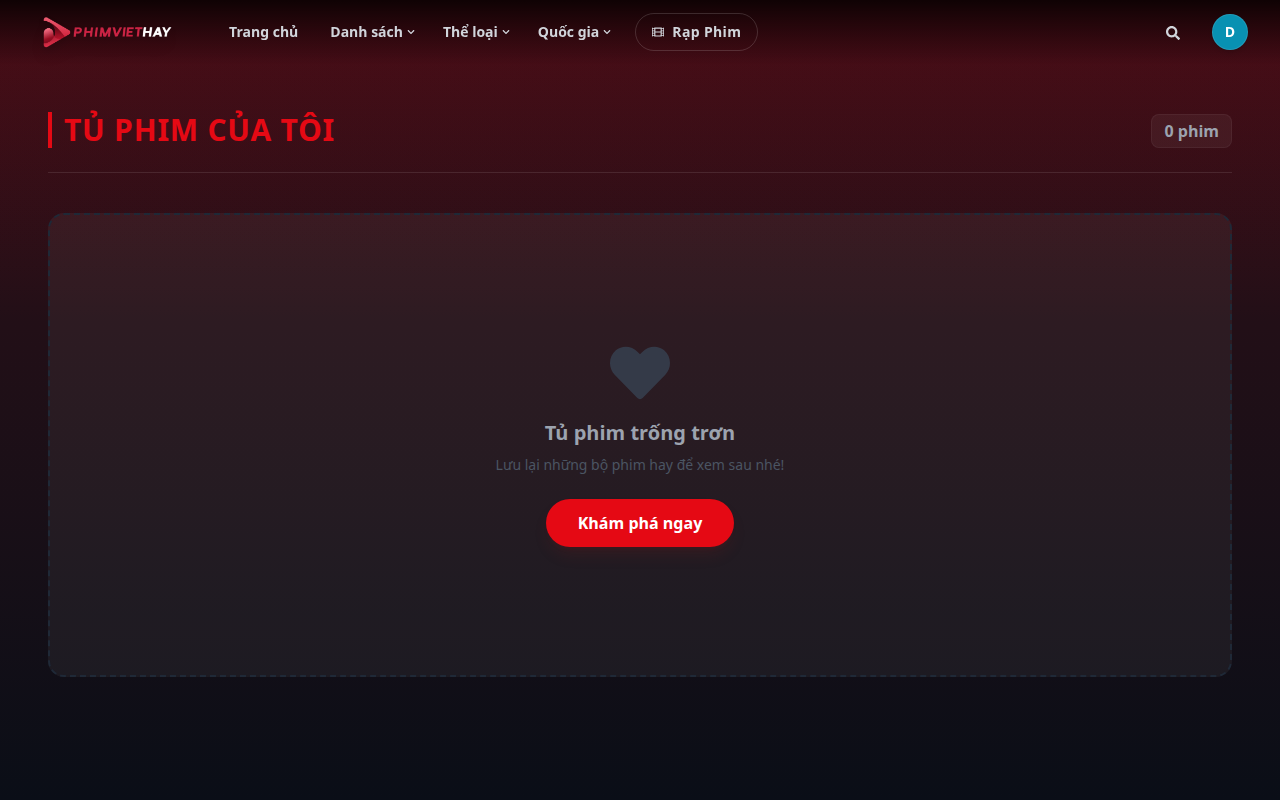 PHIMVIETHAY
Trang chủ
Danh sách
Thể loại
Quốc gia
Rạp Phim
D
TỦ PHIM CỦA TÔI
0 phim
Tủ phim trống trơn
Lưu lại những bộ phim hay để xem sau nhé!
Khám phá ngay